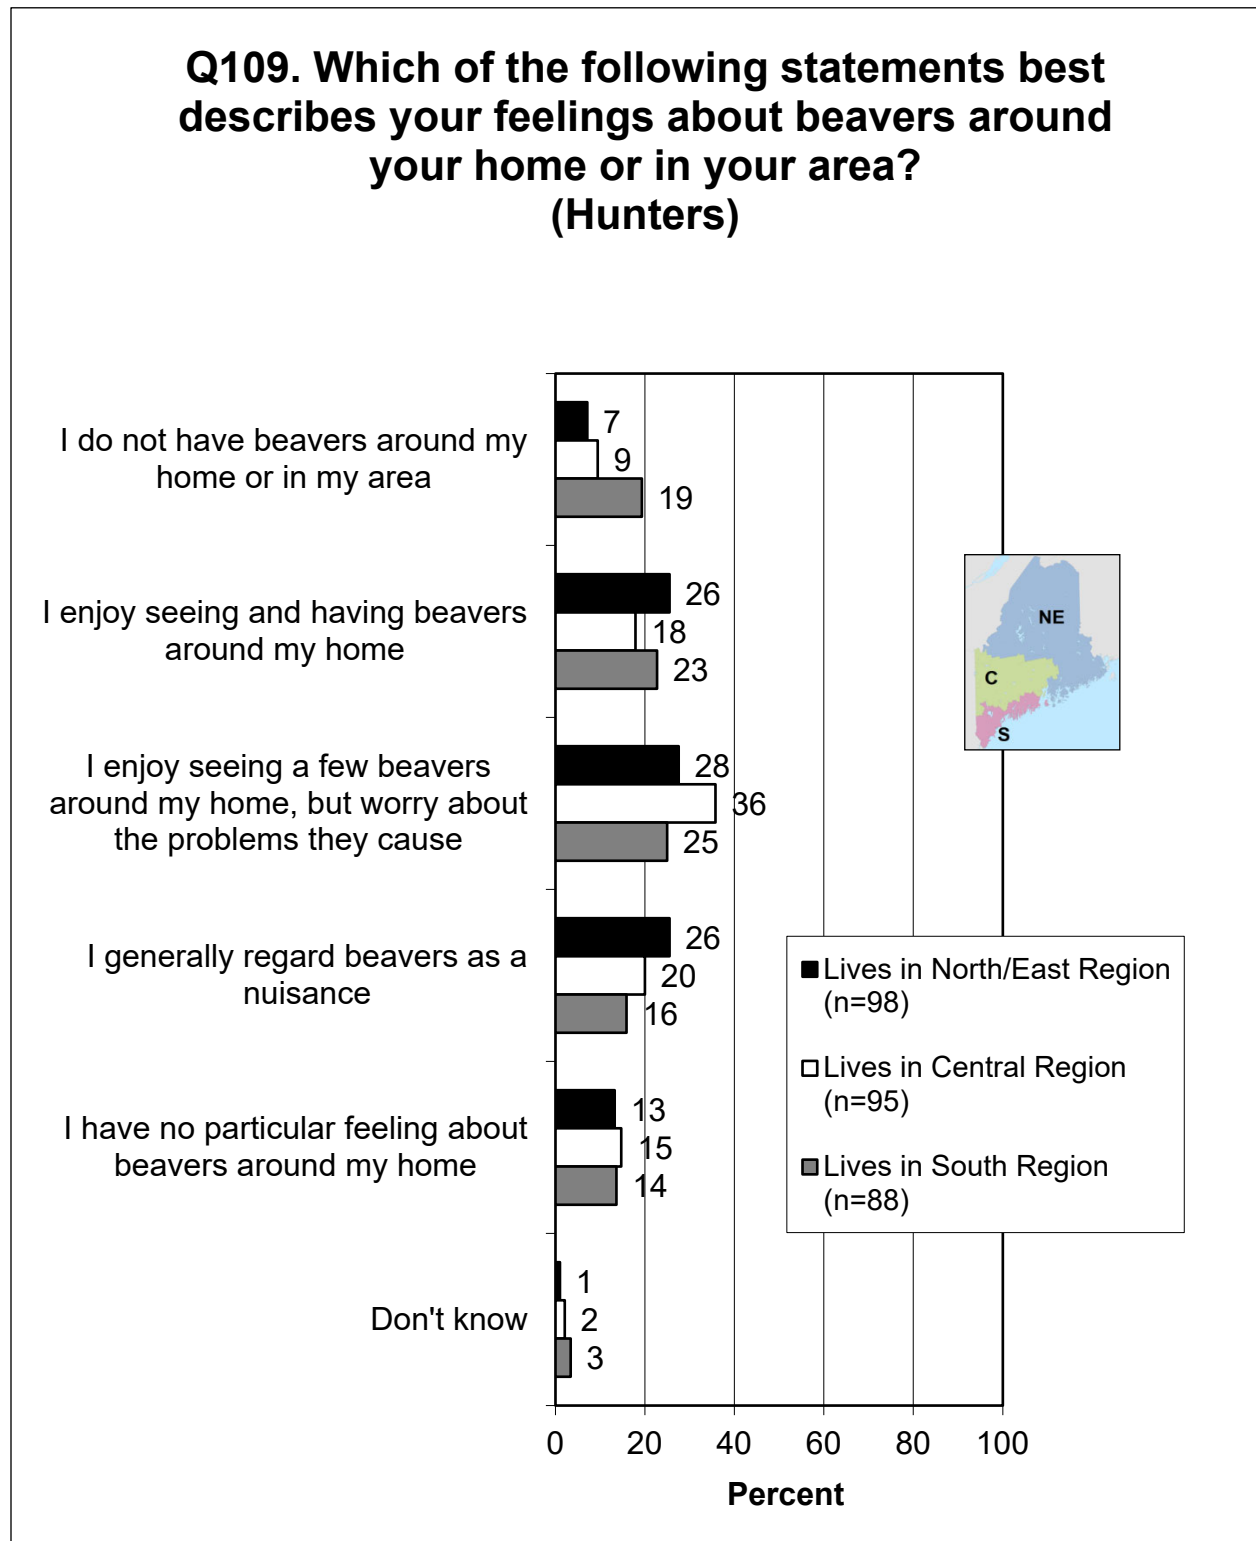 Q109. Which of the following statements best
describes your feelings about beavers around
your home or in your area?
(Hunters)
I do not have beavers around my
home or in my area
7
9
19
I enjoy seeing and having beavers
around my home
26
18
23
I enjoy seeing a few beavers
around my home, but worry about
the problems they cause
28
36
25
I generally regard beavers as a
nuisance
26
20
16
I have no particular feeling about
beavers around my home
13
15
14
Don't know
1
2
3
0 20 40 60 80 100
Percent
NE
C
S
Lives in North/East Region
(n=98)
Lives in Central Region
(n=95)
Lives in South Region
(n=88)